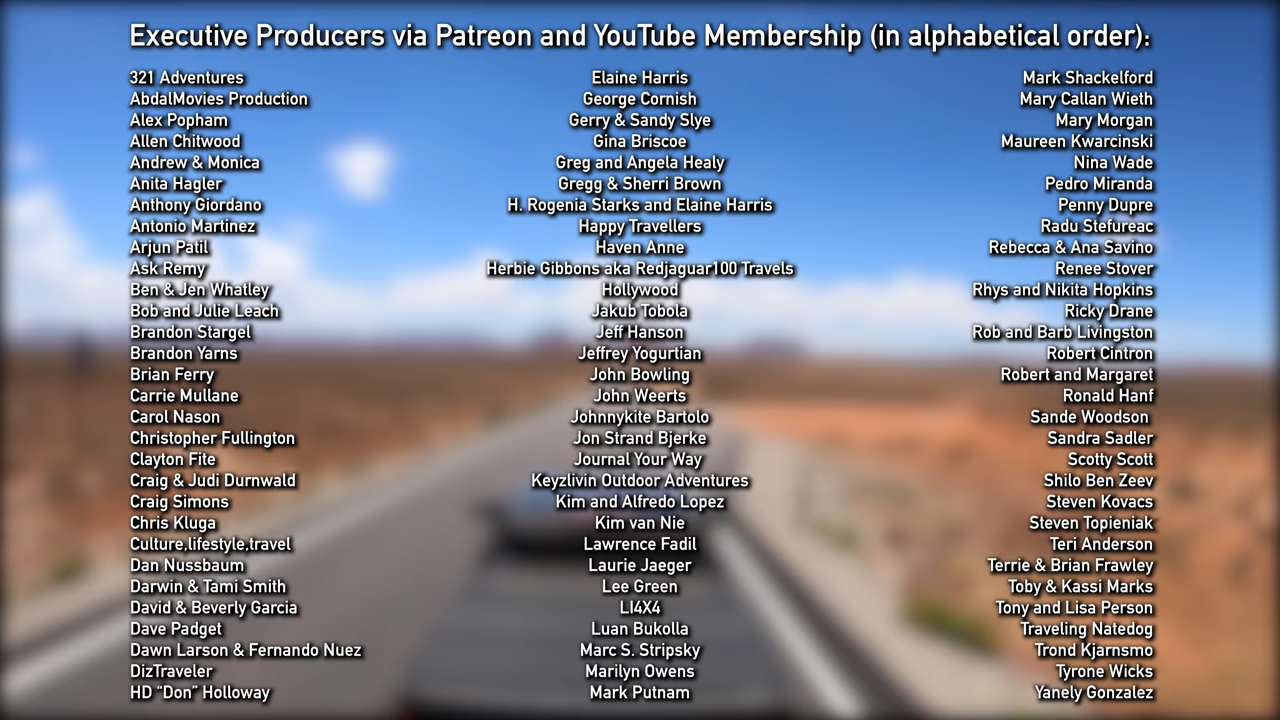 Executive Producers via Patreon and YouTube Membership (in alphabetical order):
321 Adventures
AbdalMovies Production
Alex Popham
Allen Chitwood
Andrew & Monica
Anita Hagler
Anthony Giordano
Antonio Martinez
Arjun Patil
Ask Remy
Ben & Jen Whatley
Bob and Julie Leach
Brandon Stargel
Brandon Yarns
Brian Ferry
Carrie Mullane
Carol Nason
Christopher Fullington
Clayton Fite
Craig & Judi Durnwald
Craig Simons
Chris Kluga
Culture,lifestyle,travel
Dan Nussbaum
Darwin & Tami Smith
David & Beverly Garcia
Dave Padget
Dawn Larson & Fernando Nuez
DizTraveler
HD “Don” Holloway
Elaine Harris
George Cornish
Gerry & Sandy Slye
Gina Briscoe
Greg and Angela Healy
Gregg & Sherri Brown
H. Rogenia Starks and Elaine Harris
Happy Travellers
Haven Anne
Herbie Gibbons aka Redjaguar100 Travels
Hollywood
Jakub Tobola
Jeff Hanson
Jeffrey Yogurtian
John Bowling
John Weerts
Johnnykite Bartolo
Jon Strand Bjerke
Journal Your Way
Keyzlivin Outdoor Adventures
Kim and Alfredo Lopez
Kim van Nie
Lawrence Fadil
Laurie Jaeger
Lee Green
LI4X4
Luan Bukolla
Marc S. Stripsky
Marilyn Owens
Mark Putnam
Mark Shackelford
Mary Callan Wieth
Mary Morgan
Maureen Kwarcinski
Nina Wade
Pedro Miranda
Penny Dupre
Radu Stefureac
Rebecca & Ana Savino
Renee Stover
Rhys and Nikita Hopkins
Ricky Drane
Rob and Barb Livingston
Robert Cintron
Robert and Margaret
Ronald Hanf
Sande Woodson
Sandra Sadler
Scotty Scott
Shilo Ben Zeev
Steven Kovacs
Steven Topieniak
Teri Anderson
Terrie & Brian Frawley
Toby & Kassi Marks
Tony and Lisa Person
Traveling Natedog
Trond Kjarnsmo
Tyrone Wicks
Yanely Gonzalez